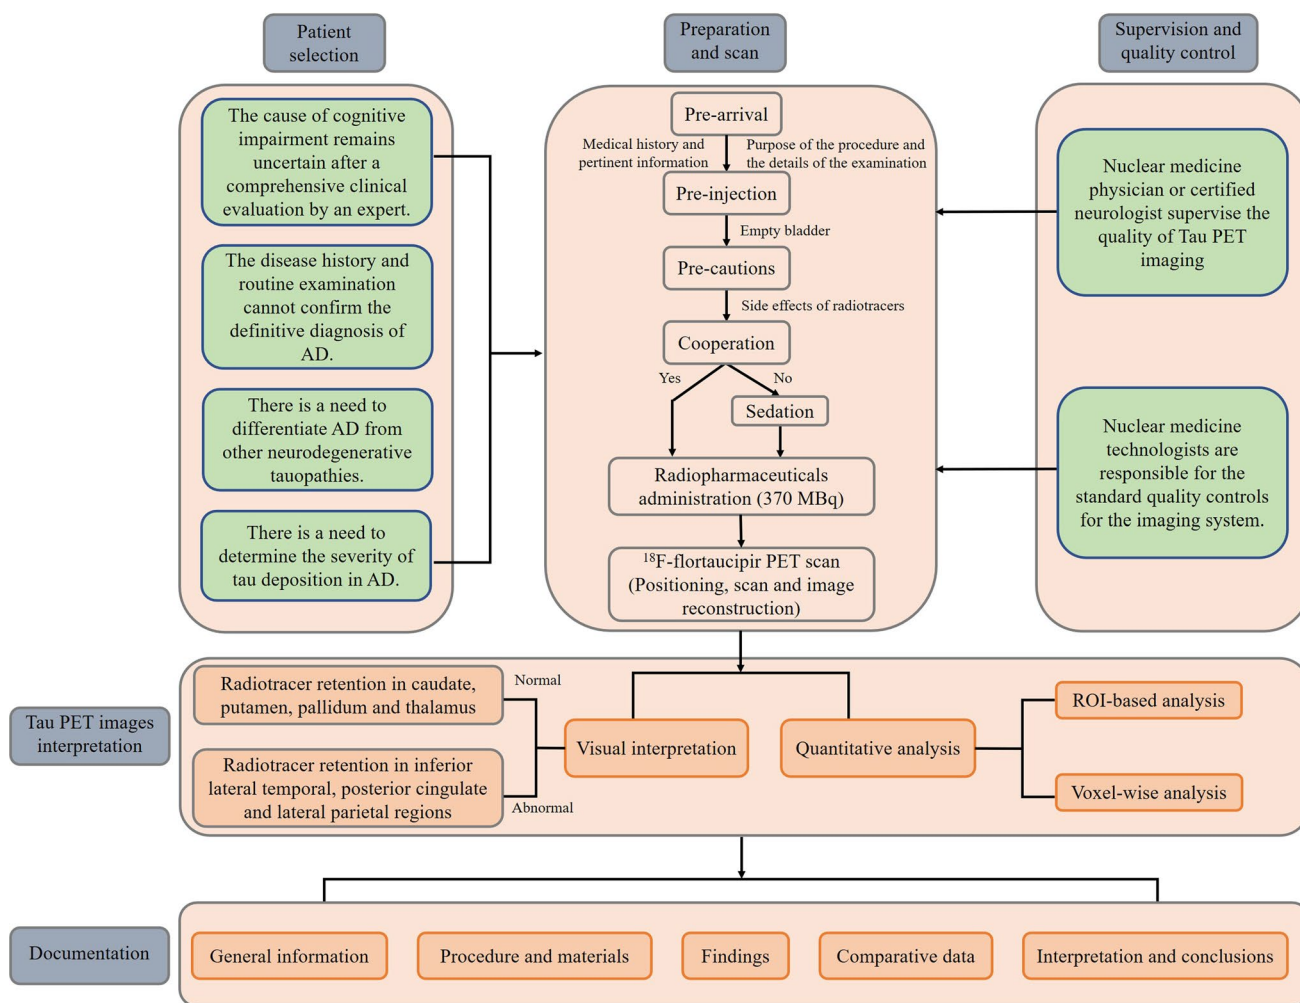 Patient
selection
Preparation
and scan
Supervision and
quality control
The cause of cognitive
impairment remains
uncertain after a
comprehensive clinical
evaluation by an expert.
The disease history and
routine examination
cannot confirm the
definitive diagnosis of
AD.
There is a need to
differentiate AD from
other neurodegenerative
tauopathies.
There is a need to
determine the severity of
tau deposition in AD.
Pre-arrival
Medical history and
pertinent information
Purpose of the procedure and
the details of the examination
Pre-injection
Empty bladder
Pre-cautions
Side effects of radiotracers
Cooperation
Yes
No
Sedation
Radiopharmaceuticals
administration (370 MBq)
¹⁸F-flortaucipir PET scan
(Positioning, scan and image
reconstruction)
Nuclear medicine
physician or certified
neurologist supervise the
quality of Tau PET
imaging
Nuclear medicine
technologists are
responsible for the
standard quality controls
for the imaging system.
Tau PET images
interpretation
Radiotracer retention in caudate,
putamen, pallidum and thalamus
Normal
Radiotracer retention in inferior
lateral temporal, posterior cingulate
and lateral parietal regions
Abnormal
Visual interpretation
Quantitative analysis
ROI-based analysis
Voxel-wise analysis
Documentation
General information
Procedure and materials
Findings
Comparative data
Interpretation and conclusions